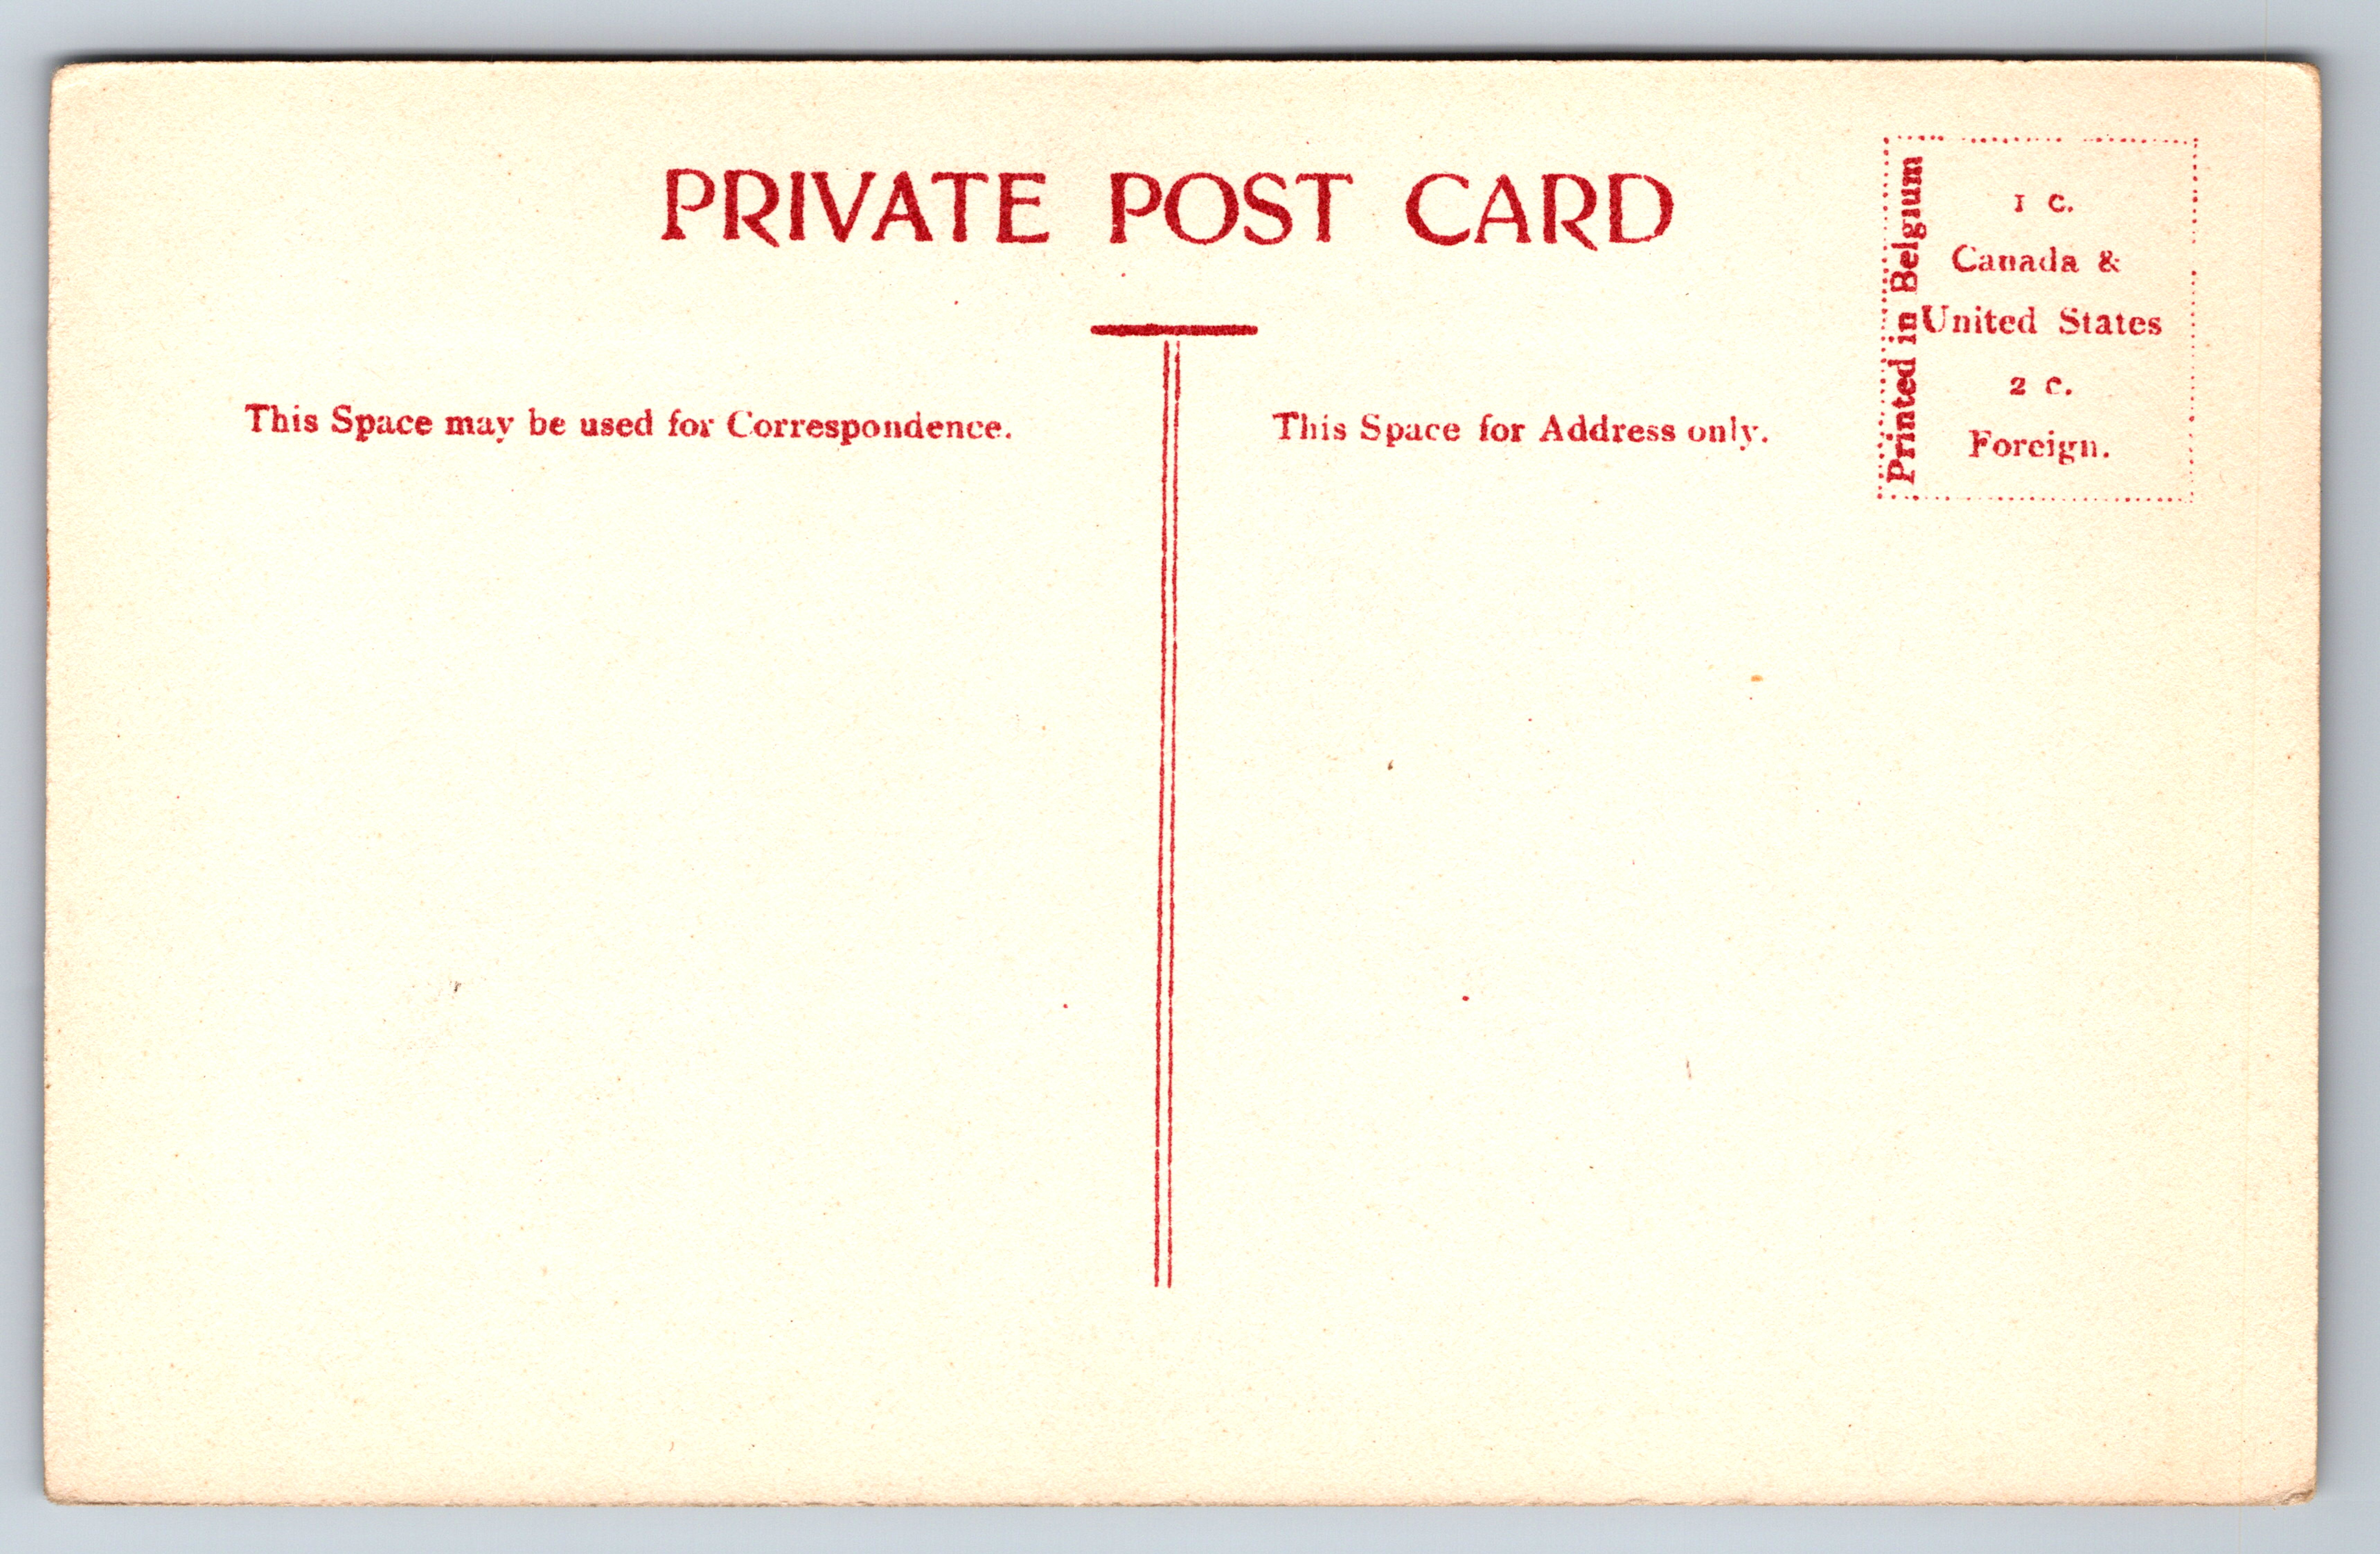 PRIVATE POST CARD
This Space may be used for Correspondence.
This Space for Address only.
Printed in Belgium
1 c.
Canada &
United States
2 c.
Foreign.